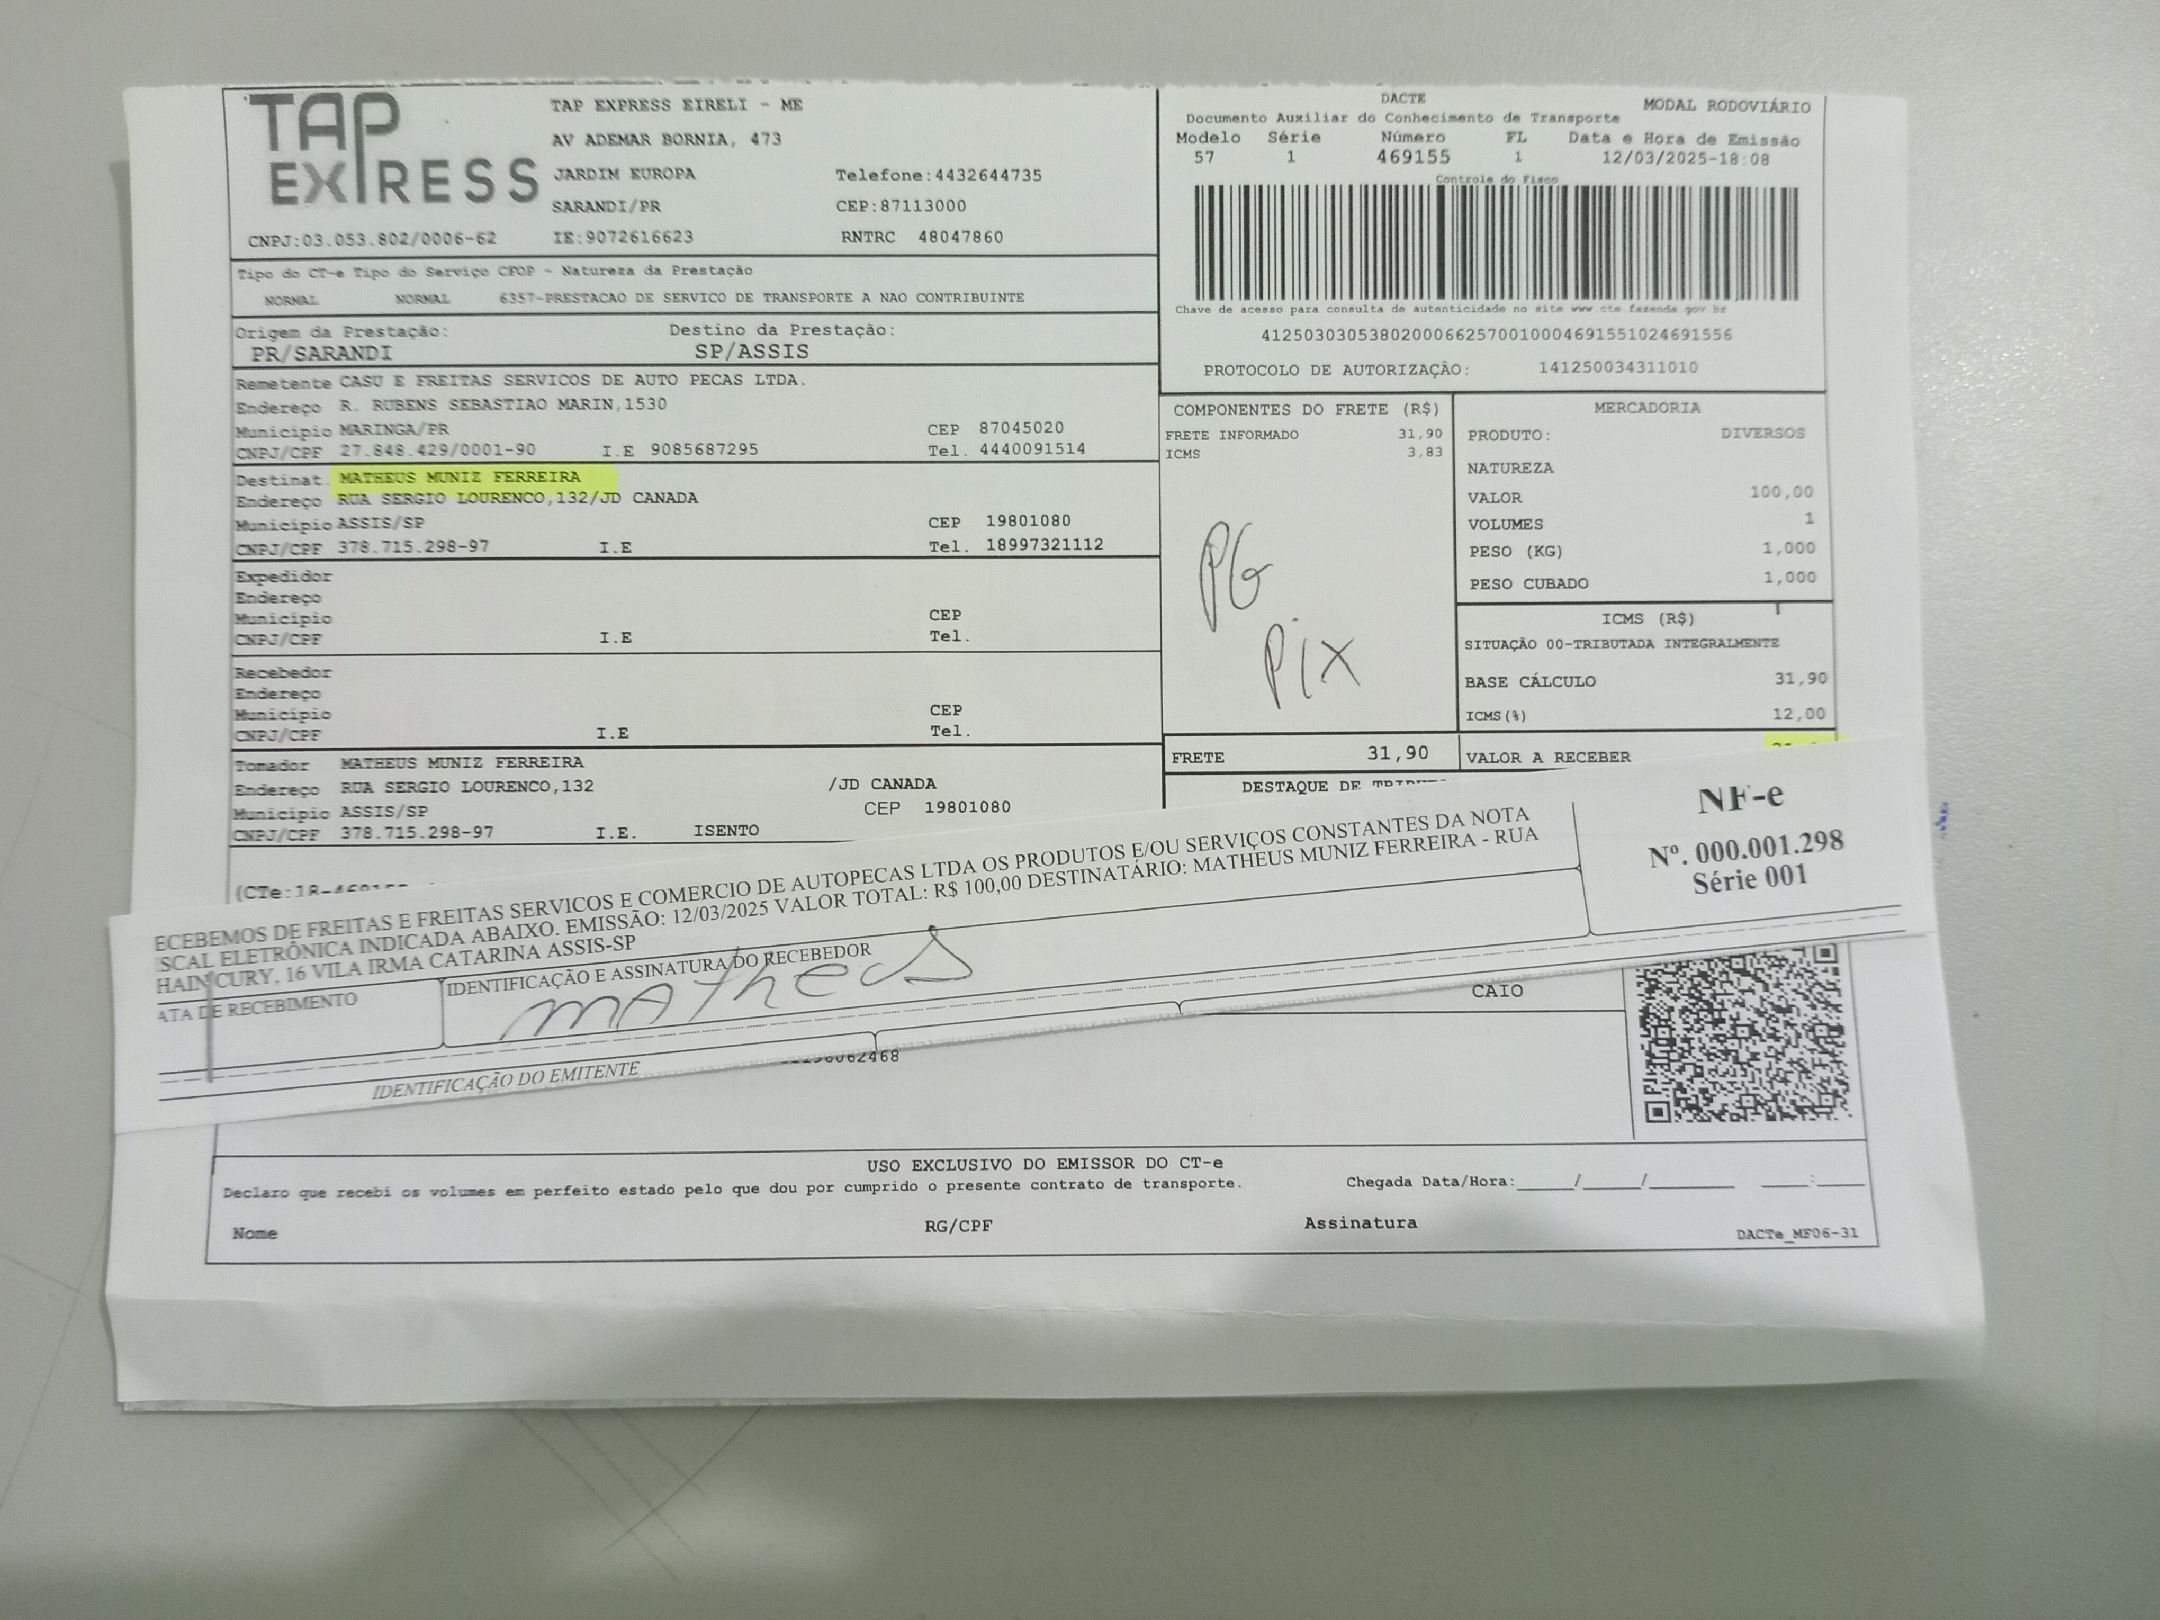 TAP EXPRESS
TAP EXPRESS EIRELI - ME
AV ADEMAR BORNIA, 473
JARDIM EUROPA Telefone:4432644735
SARANDI/PR CEP:87113000
CNPJ:03.053.802/0006-62 IE:9072616623 RNTRC 48047860
DACTE MODAL RODOVIÁRIO
Documento Auxiliar do Conhecimento de Transporte
Modelo Série Número FL Data e Hora de Emissão
57 1 469155 1 12/03/2025-18:08
Controle do Fisco
Chave de acesso para consulta de autenticidade no site www.cte.fazenda.gov.br
41250303053802000662570010004691551024691556
PROTOCOLO DE AUTORIZAÇÃO: 141250034311010
Tipo do CT-e Tipo do Serviço CFOP - Natureza da Prestação
NORMAL NORMAL 6357-PRESTACAO DE SERVICO DE TRANSPORTE A NAO CONTRIBUINTE
Origem da Prestação: Destino da Prestação:
PR/SARANDI SP/ASSIS
Remetente CASU E FREITAS SERVICOS DE AUTO PECAS LTDA.
Endereço R. RUBENS SEBASTIAO MARIN,1530
Município MARINGA/PR CEP 87045020
CNPJ/CPF 27.848.429/0001-90 I.E 9085687295 Tel. 4440091514
Destinat. MATHEUS MUNIZ FERREIRA
Endereço RUA SERGIO LOURENCO,132/JD CANADA
Município ASSIS/SP CEP 19801080
CNPJ/CPF 378.715.298-97 I.E Tel. 18997321112
Expedidor
Endereço
Município CEP
CNPJ/CPF I.E Tel.
Recebedor
Endereço
Município CEP
CNPJ/CPF I.E Tel.
Tomador MATHEUS MUNIZ FERREIRA
Endereço RUA SERGIO LOURENCO,132 /JD CANADA
Município ASSIS/SP CEP 19801080
CNPJ/CPF 378.715.298-97 I.E. ISENTO
COMPONENTES DO FRETE (R$)
FRETE INFORMADO 31,90
ICMS 3,83
PG
PIX
FRETE 31,90
MERCADORIA
PRODUTO: DIVERSOS
NATUREZA
VALOR 100,00
VOLUMES 1
PESO (KG) 1,000
PESO CUBADO 1,000
ICMS (R$)
SITUAÇÃO 00-TRIBUTADA INTEGRALMENTE
BASE CÁLCULO 31,90
ICMS(%) 12,00
VALOR A RECEBER
DESTAQUE DE
ECEBEMOS DE FREITAS E FREITAS SERVICOS E COMERCIO DE AUTOPECAS LTDA OS PRODUTOS E/OU SERVIÇOS CONSTANTES DA NOTA
ISCAL ELETRÔNICA INDICADA ABAIXO. EMISSÃO: 12/03/2025 VALOR TOTAL: R$ 100,00 DESTINATÁRIO: MATHEUS MUNIZ FERREIRA - RUA
HAIN CURY, 16 VILA IRMA CATARINA ASSIS-SP
ATA DE RECEBIMENTO IDENTIFICAÇÃO E ASSINATURA DO RECEBEDOR
Matheus
NF-e
Nº. 000.001.298
Série 001
IDENTIFICAÇÃO DO EMITENTE
CAIO
USO EXCLUSIVO DO EMISSOR DO CT-e
Declaro que recebi os volumes em perfeito estado pelo que dou por cumprido o presente contrato de transporte. Chegada Data/Hora:____/____/______ ____:____
Nome RG/CPF Assinatura
DACTe_MF06-31